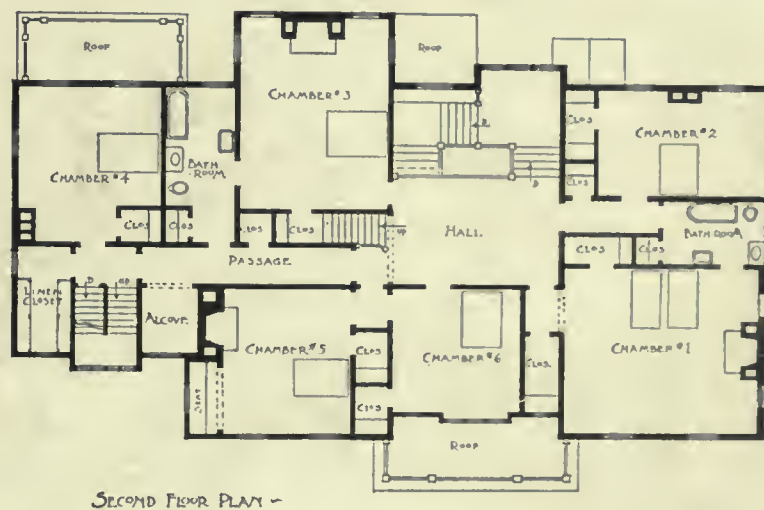 ROOF
ROOF
CHAMBER #3
CLOS
CHAMBER #2
D
CHAMBER #4
BATH
ROOM
D
CLOS
CLOS
CLOS
CLOS
CLOS
UP
HALL
BATH ROOM
CLOS
CLOS
PASSAGE
LINEN
CLOSET
D
UP
ALCOVE
CHAMBER #5
CLOS
CHAMBER #6
CLOS
CHAMBER #1
SEAT
CLOS
ROOF
SECOND FLOOR PLAN ~